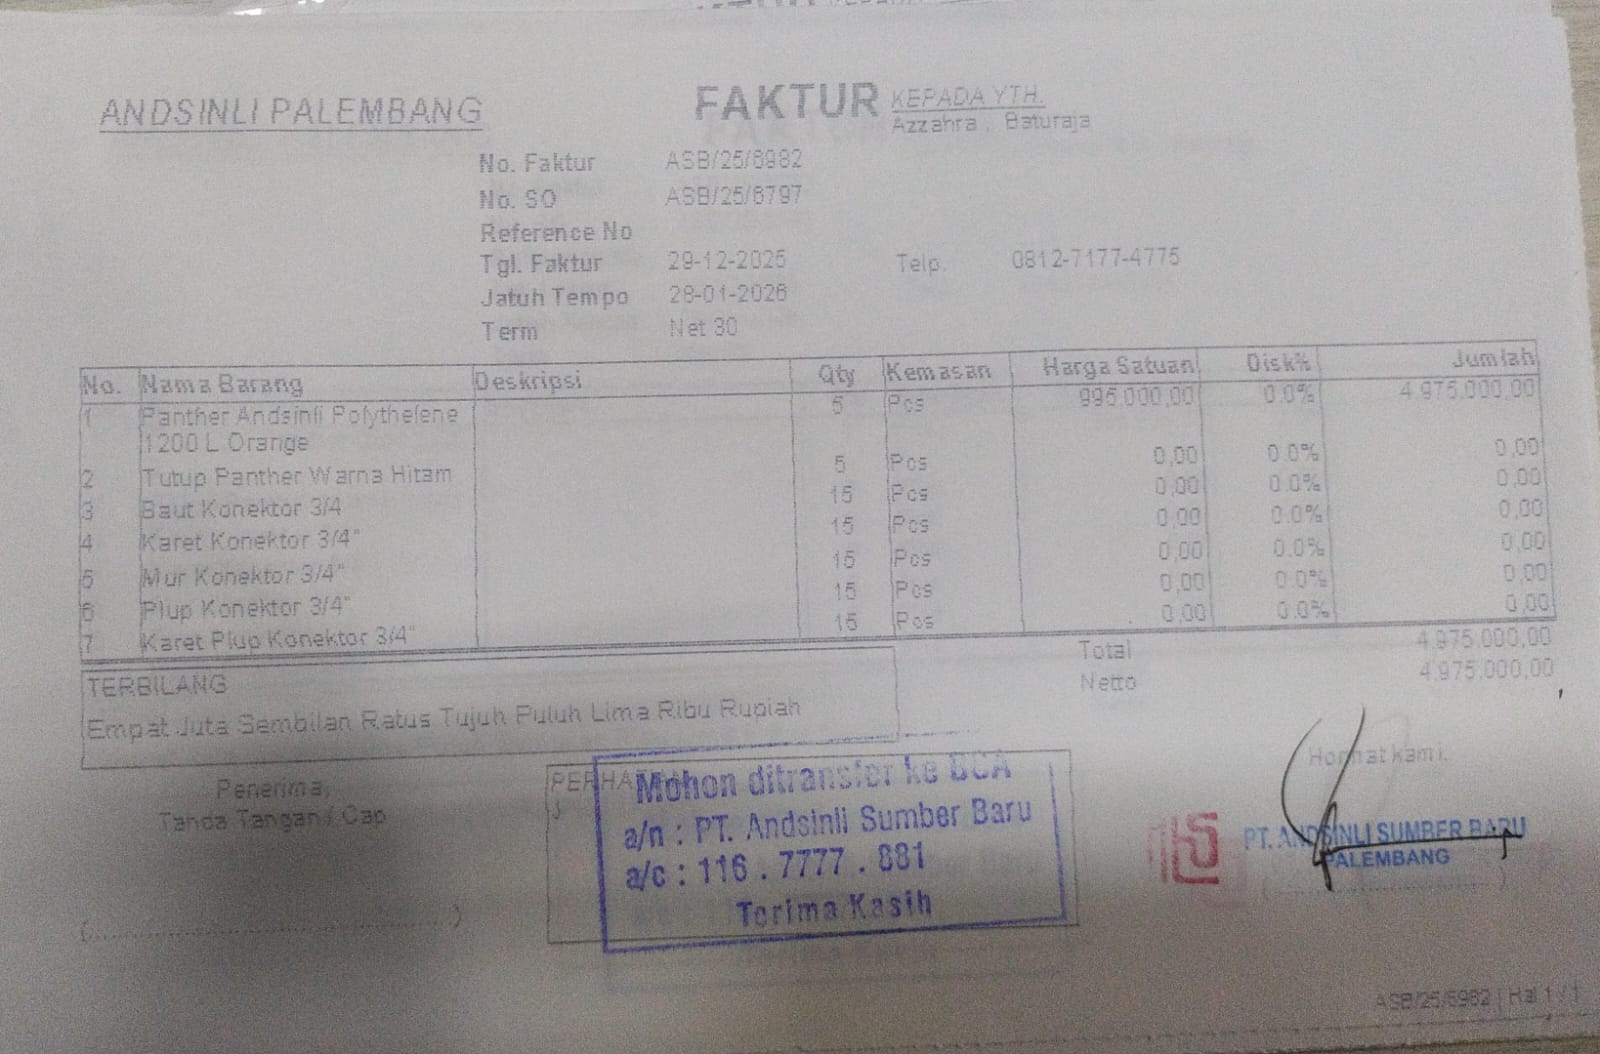 ANDSINLI PALEMBANG
FAKTUR
KEPADA YTH.
Azzahra , Baturaja
No. Faktur ASB/25/6982
No. SO ASB/25/6797
Reference No
Tgl. Faktur 29-12-2025
Telp. 0812-7177-4775
Jatuh Tempo 28-01-2026
Term Net 30
No. Nama Barang Deskripsi Qty Kemasan Harga Satuan Disk% Jumlah
1 Panther Andsinli Polythelene 5 Pcs 995.000,00 0.0% 4.975.000,00
1200 L Orange
2 Tutup Panther Warna Hitam 5 Pcs 0,00 0.0% 0,00
3 Baut Konektor 3/4 15 Pcs 0,00 0.0% 0,00
4 Karet Konektor 3/4" 15 Pcs 0,00 0.0% 0,00
5 Mur Konektor 3/4" 15 Pcs 0,00 0.0% 0,00
6 Plup Konektor 3/4" 15 Pcs 0,00 0.0% 0,00
7 Karet Plup Konektor 3/4" 15 Pcs 0,00 0.0% 0,00
Total 4.975.000,00
Netto 4.975.000,00
TERBILANG
Empat Juta Sembilan Ratus Tujuh Puluh Lima Ribu Rupiah
Penerima,
Tanda Tangan / Cap
Mohon ditransfer ke BCA
a/n : PT. Andsinli Sumber Baru
a/c : 116 . 7777 . 881
Terima Kasih
Hormat kami,
PT. ANDSINLI SUMBER BARU
PALEMBANG
ASB/25/6982 | Hal 1 / 1